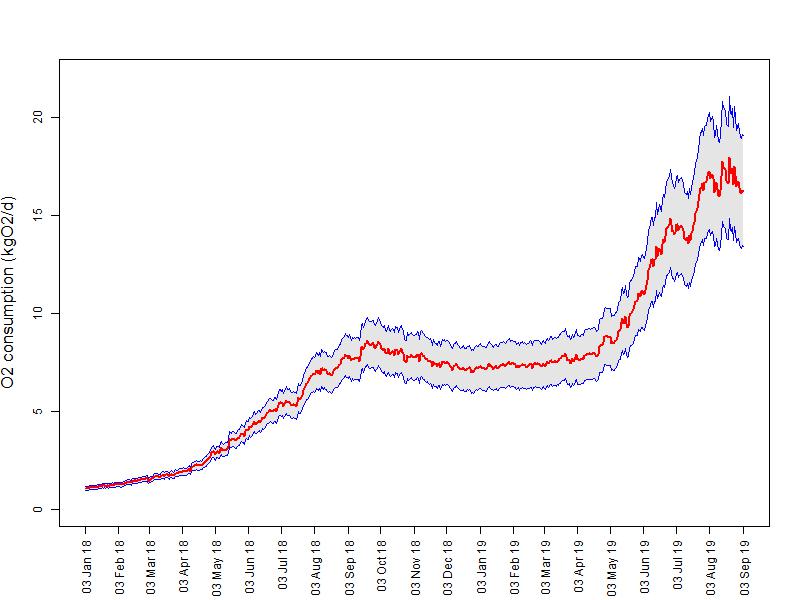 O2 consumption (kgO2/d)
20
15
10
5
0
03 Jan 18
03 Feb 18
03 Mar 18
03 Apr 18
03 May 18
03 Jun 18
03 Jul 18
03 Aug 18
03 Sep 18
03 Oct 18
03 Nov 18
03 Dec 18
03 Jan 19
03 Feb 19
03 Mar 19
03 Apr 19
03 May 19
03 Jun 19
03 Jul 19
03 Aug 19
03 Sep 19